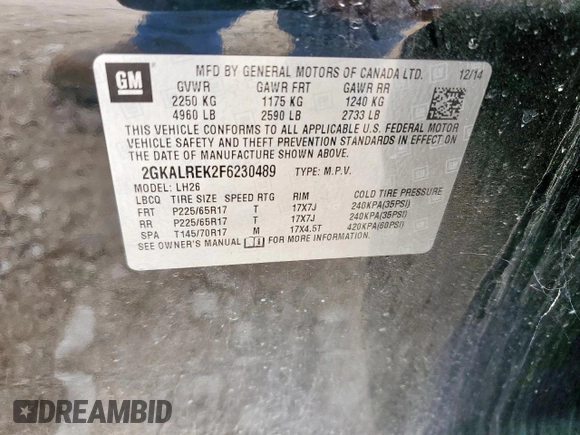 GM
MFD BY GENERAL MOTORS OF CANADA LTD. 12/14
GVWR GAWR FRT GAWR RR
2250 KG 1175 KG 1240 KG
4960 LB 2590 LB 2733 LB
THIS VEHICLE CONFORMS TO ALL APPLICABLE U.S. FEDERAL MOTOR
VEHICLE SAFETY AND THEFT PREVENTION STANDARDS IN EFFECT ON
THE DATE OF MANUFACTURE SHOWN ABOVE.
2GKALREK2F6230489 TYPE: M.P.V.
MODEL: LH26
LBCQ TIRE SIZE SPEED RTG RIM COLD TIRE PRESSURE
FRT P225/65R17 T 17X7J 240KPA(35PSI)
RR P225/65R17 T 17X7J 240KPA(35PSI)
SPA T145/70R17 M 17X4.5T 420KPA(60PSI)
SEE OWNER'S MANUAL FOR MORE INFORMATION.
DREAMBID